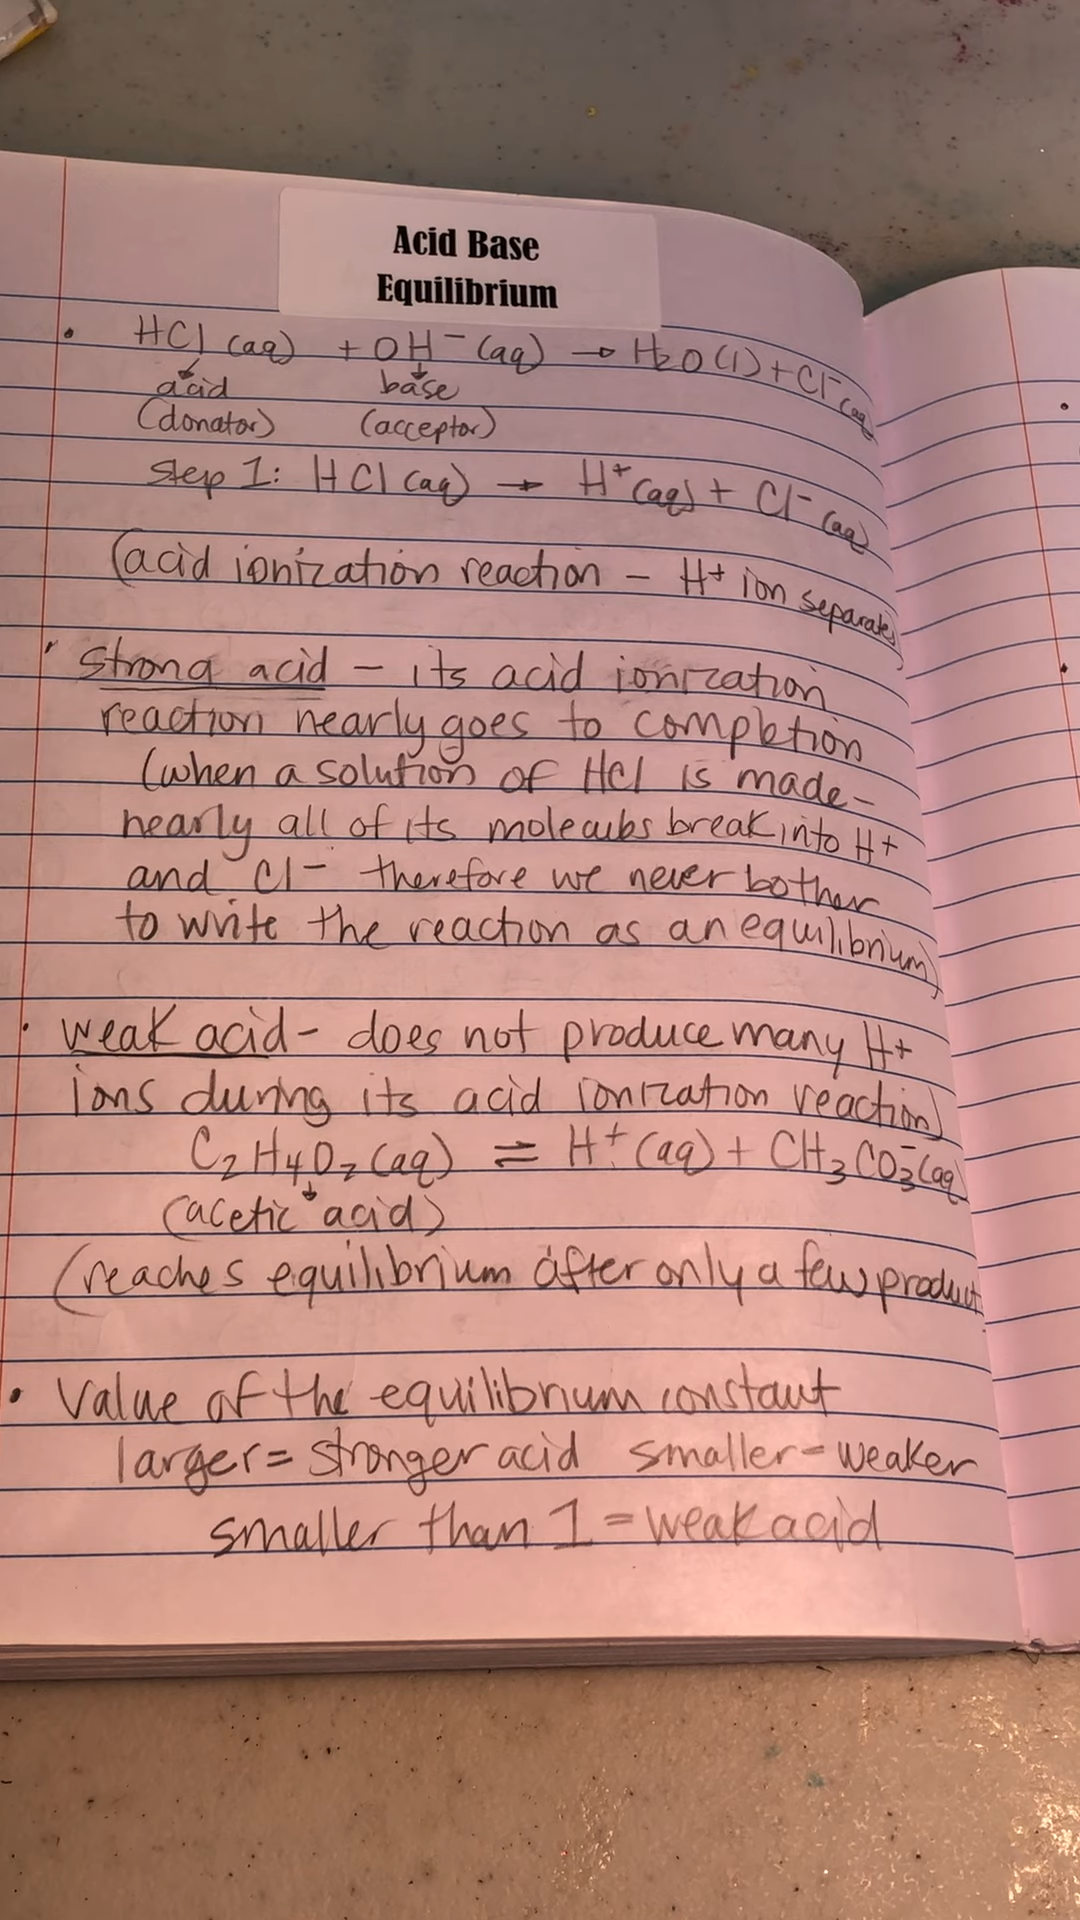 Acid Base
Equilibrium
• HCl (aq) + OH⁻ (aq) → H₂O (l) + Cl⁻ (aq)
acid base
(donator) (acceptor)
Step 1: HCl (aq) → H⁺ (aq) + Cl⁻ (aq)
(acid ionization reaction - H⁺ ion separates)
• strong acid - its acid ionization
reaction nearly goes to completion
(when a solution of HCl is made-
nearly all of its molecules break into H+
and Cl- therefore we never bother
to write the reaction as an equilibrium)
• weak acid - does not produce many H+
ions during its acid ionization reaction)
C₂H₄O₂ (aq) ⇌ H⁺ (aq) + CH₃CO₃⁻ (aq)
(acetic acid)
(reaches equilibrium after only a few product
• Value of the equilibrium constant
larger = stronger acid smaller = weaker
smaller than 1 = weak acid